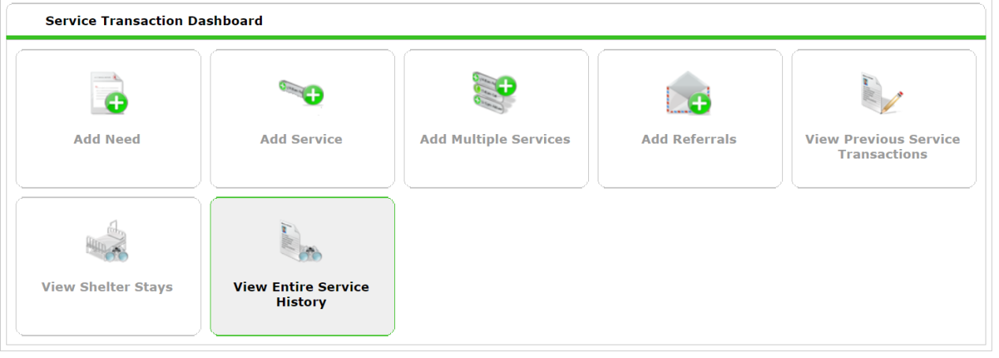 Service Transaction Dashboard
Add Need
Add Service
Add Multiple Services
Add Referrals
View Previous Service
Transactions
View Shelter Stays
View Entire Service
History